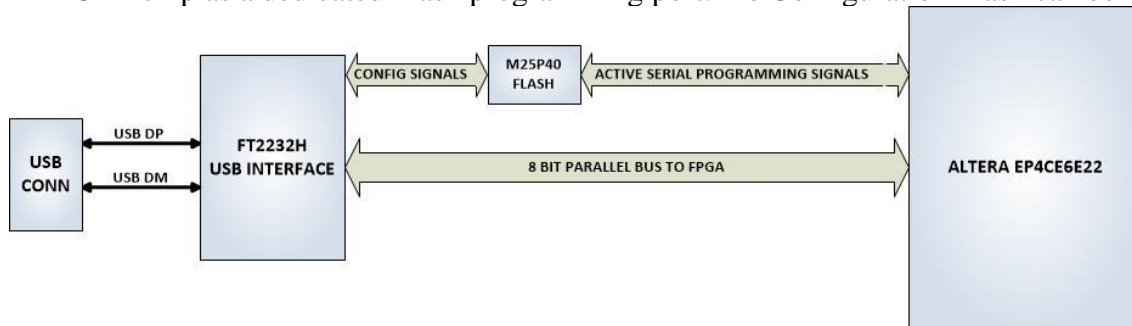 CONFIG SIGNALS
M25P40
FLASH
ACTIVE SERIAL PROGRAMMING SIGNALS
USB DP
FT2232H
USB INTERFACE
USB
CONN
8 BIT PARALLEL BUS TO FPGA
ALTERA EP4CE6E22
USB DM